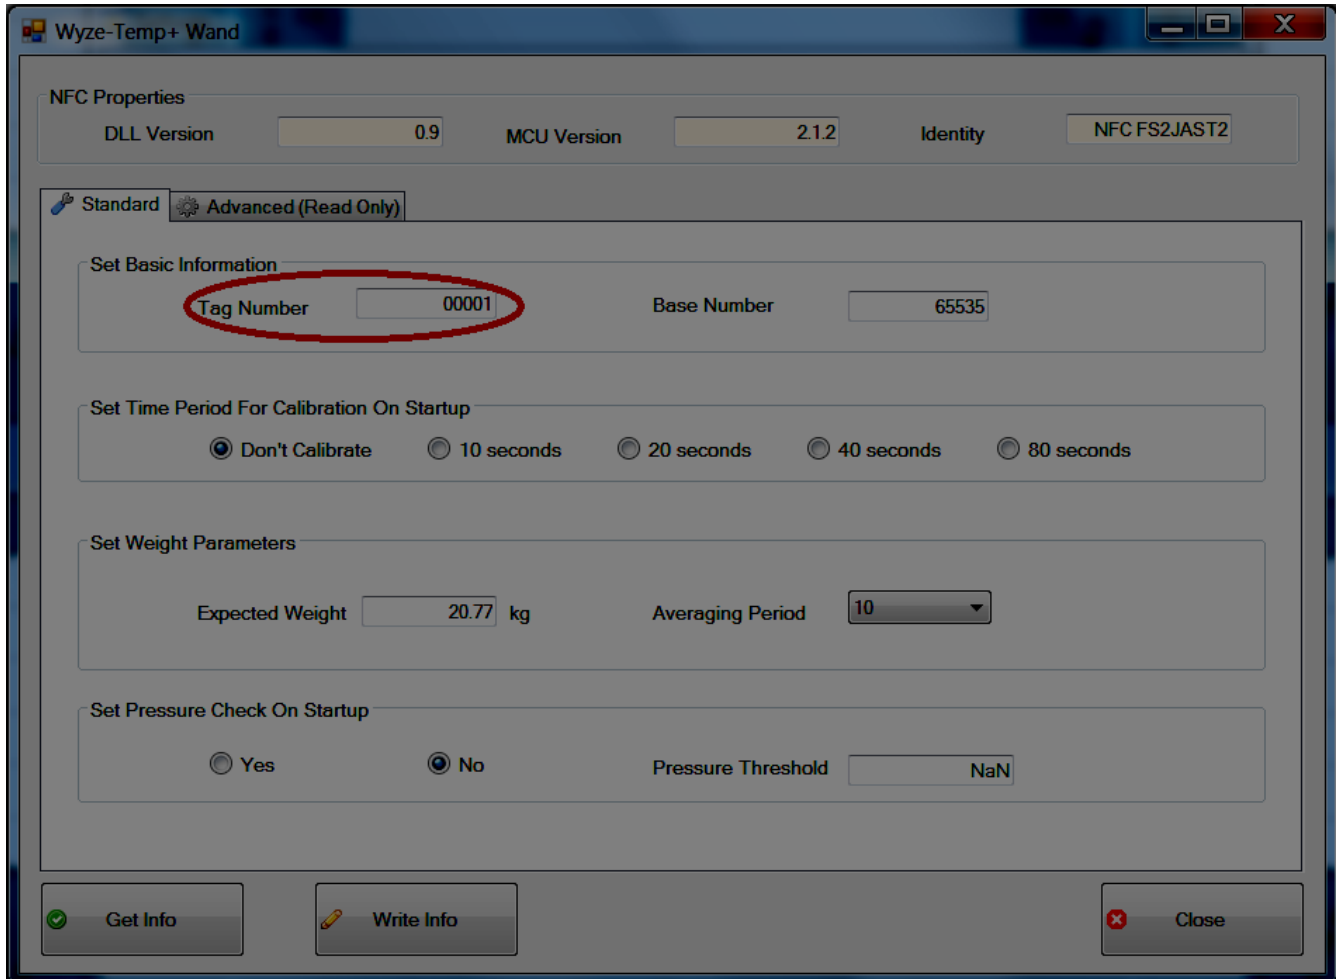 Wyze-Temp+ Wand
NFC Properties
DLL Version 0.9 MCU Version 2.1.2 Identity NFC FS2JAST2
Standard Advanced (Read Only)
Set Basic Information
Tag Number 00001 Base Number 65535
Set Time Period For Calibration On Startup
Don't Calibrate 10 seconds 20 seconds 40 seconds 80 seconds
Set Weight Parameters
Expected Weight 20.77 kg Averaging Period 10
Set Pressure Check On Startup
Yes No Pressure Threshold NaN
Get Info Write Info Close